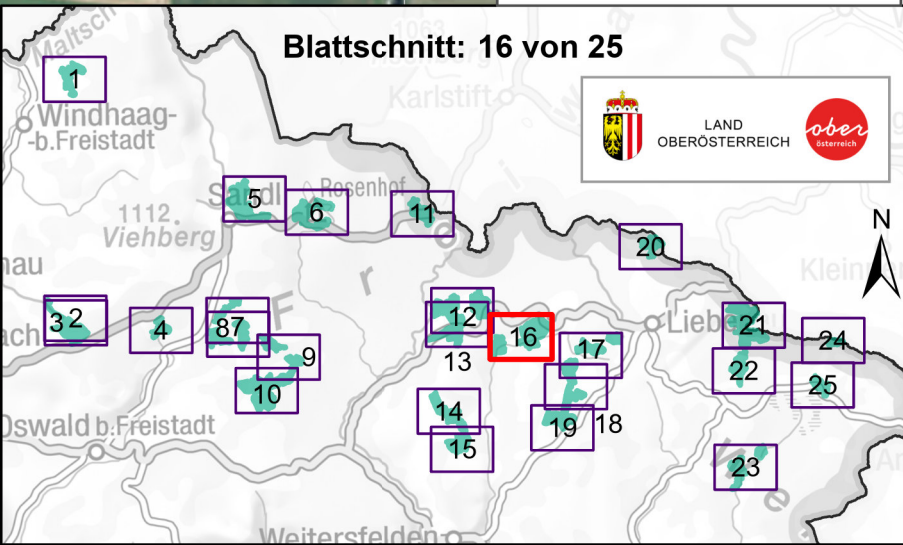 Maltsch
1063
Blattschnitt: 16 von 25
Karlstift
LAND
OBERÖSTERREICH
ober
österreich
1
Windhaag-
-b.Freistadt
5
Sandl
Rosenhof
6
11
1112
Viehberg
N
20
Kleinper
nau
F
r
e
3 2
4
8 7
12
16
Liebenau
21
ach
9
13
17
24
22
25
10
14
18
Oswald b.Freistadt
15
19
23
W
e
Weitersfelden